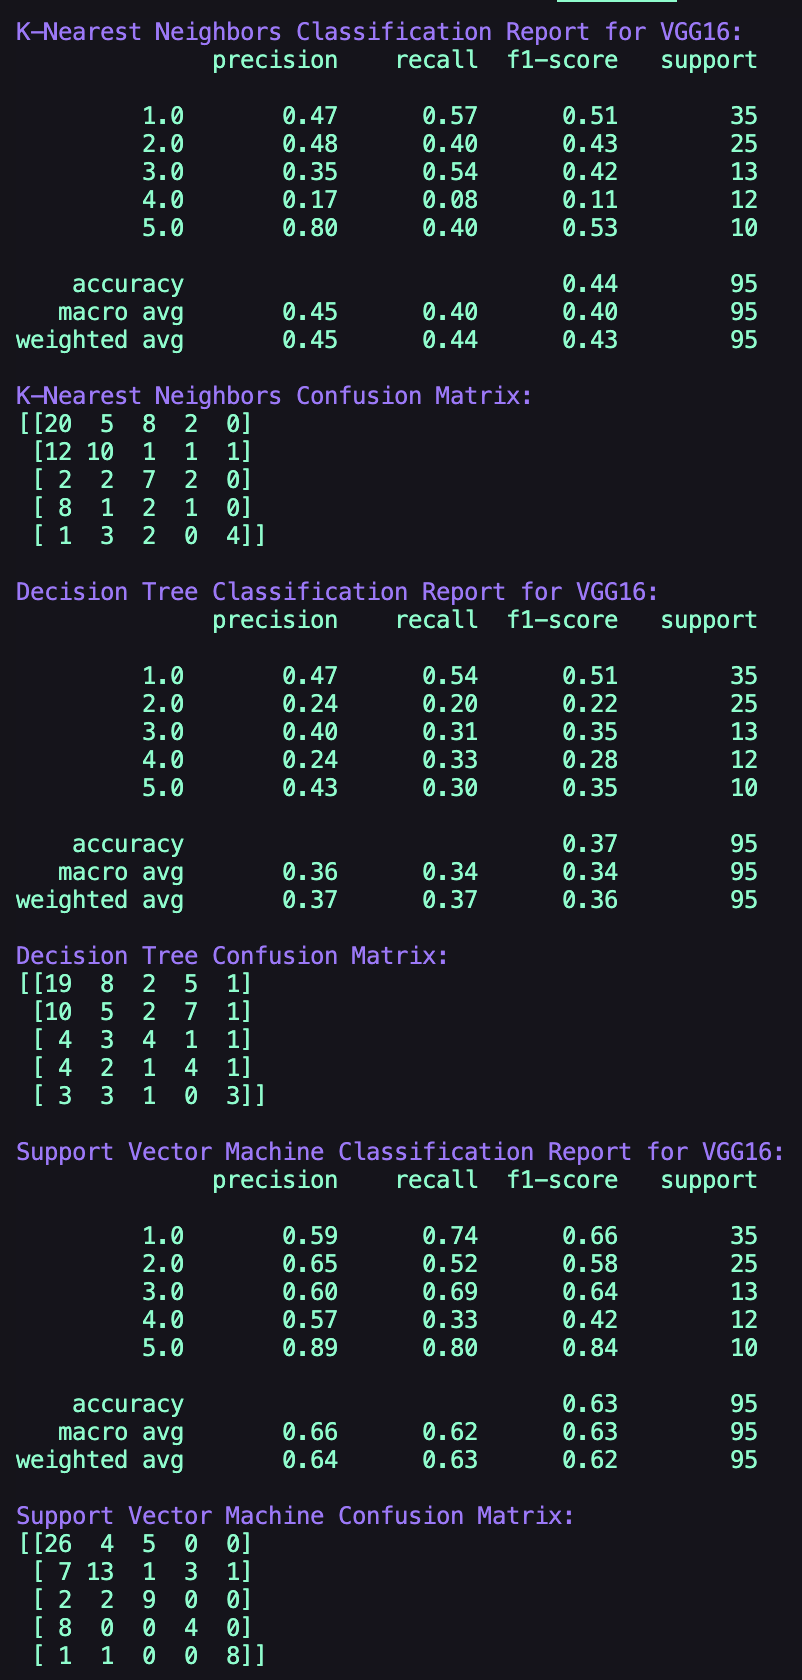 K-Nearest Neighbors Classification Report for VGG16:
precision recall f1-score support
1.0 0.47 0.57 0.51 35
2.0 0.48 0.40 0.43 25
3.0 0.35 0.54 0.42 13
4.0 0.17 0.08 0.11 12
5.0 0.80 0.40 0.53 10
accuracy 0.44 95
macro avg 0.45 0.40 0.40 95
weighted avg 0.45 0.44 0.43 95
K-Nearest Neighbors Confusion Matrix:
[[20 5 8 2 0]
[12 10 1 1 1]
[ 2 2 7 2 0]
[ 8 1 2 1 0]
[ 1 3 2 0 4]]
Decision Tree Classification Report for VGG16:
precision recall f1-score support
1.0 0.47 0.54 0.51 35
2.0 0.24 0.20 0.22 25
3.0 0.40 0.31 0.35 13
4.0 0.24 0.33 0.28 12
5.0 0.43 0.30 0.35 10
accuracy 0.37 95
macro avg 0.36 0.34 0.34 95
weighted avg 0.37 0.37 0.36 95
Decision Tree Confusion Matrix:
[[19 8 2 5 1]
[10 5 2 7 1]
[ 4 3 4 1 1]
[ 4 2 1 4 1]
[ 3 3 1 0 3]]
Support Vector Machine Classification Report for VGG16:
precision recall f1-score support
1.0 0.59 0.74 0.66 35
2.0 0.65 0.52 0.58 25
3.0 0.60 0.69 0.64 13
4.0 0.57 0.33 0.42 12
5.0 0.89 0.80 0.84 10
accuracy 0.63 95
macro avg 0.66 0.62 0.63 95
weighted avg 0.64 0.63 0.62 95
Support Vector Machine Confusion Matrix:
[[26 4 5 0 0]
[ 7 13 1 3 1]
[ 2 2 9 0 0]
[ 8 0 0 4 0]
[ 1 1 0 0 8]]